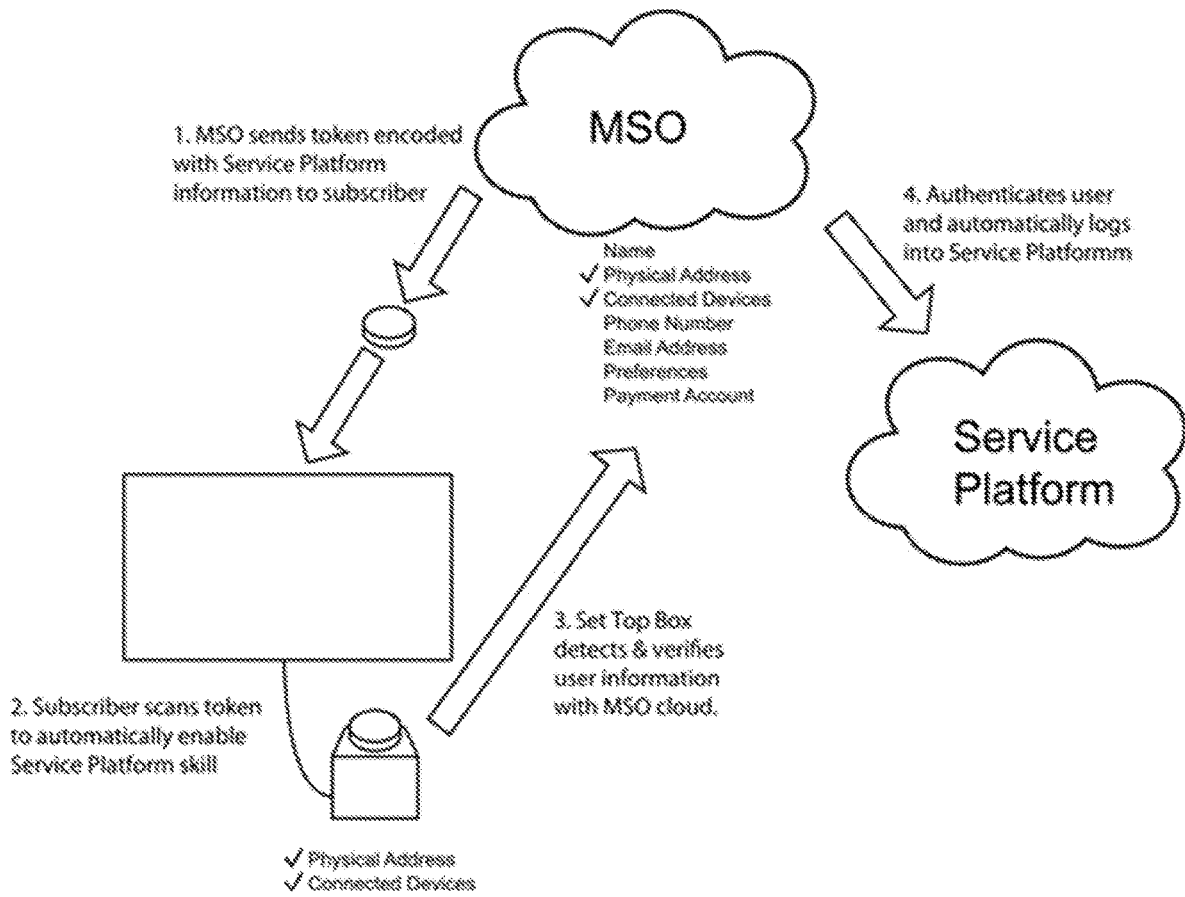 MSO
1. MSO sends token encoded
with Service Platform
information to subscriber
4. Authenticates user
and automatically logs
into Service Platformm
Name
✓ Physical Address
✓ Connected Devices
Phone Number
Email Address
Preferences
Payment Account
Service
Platform
3. Set Top Box
detects & verifies
user information
with MSO cloud.
2. Subscriber scans token
to automatically enable
Service Platform skill
✓ Physical Address
✓ Connected Devices